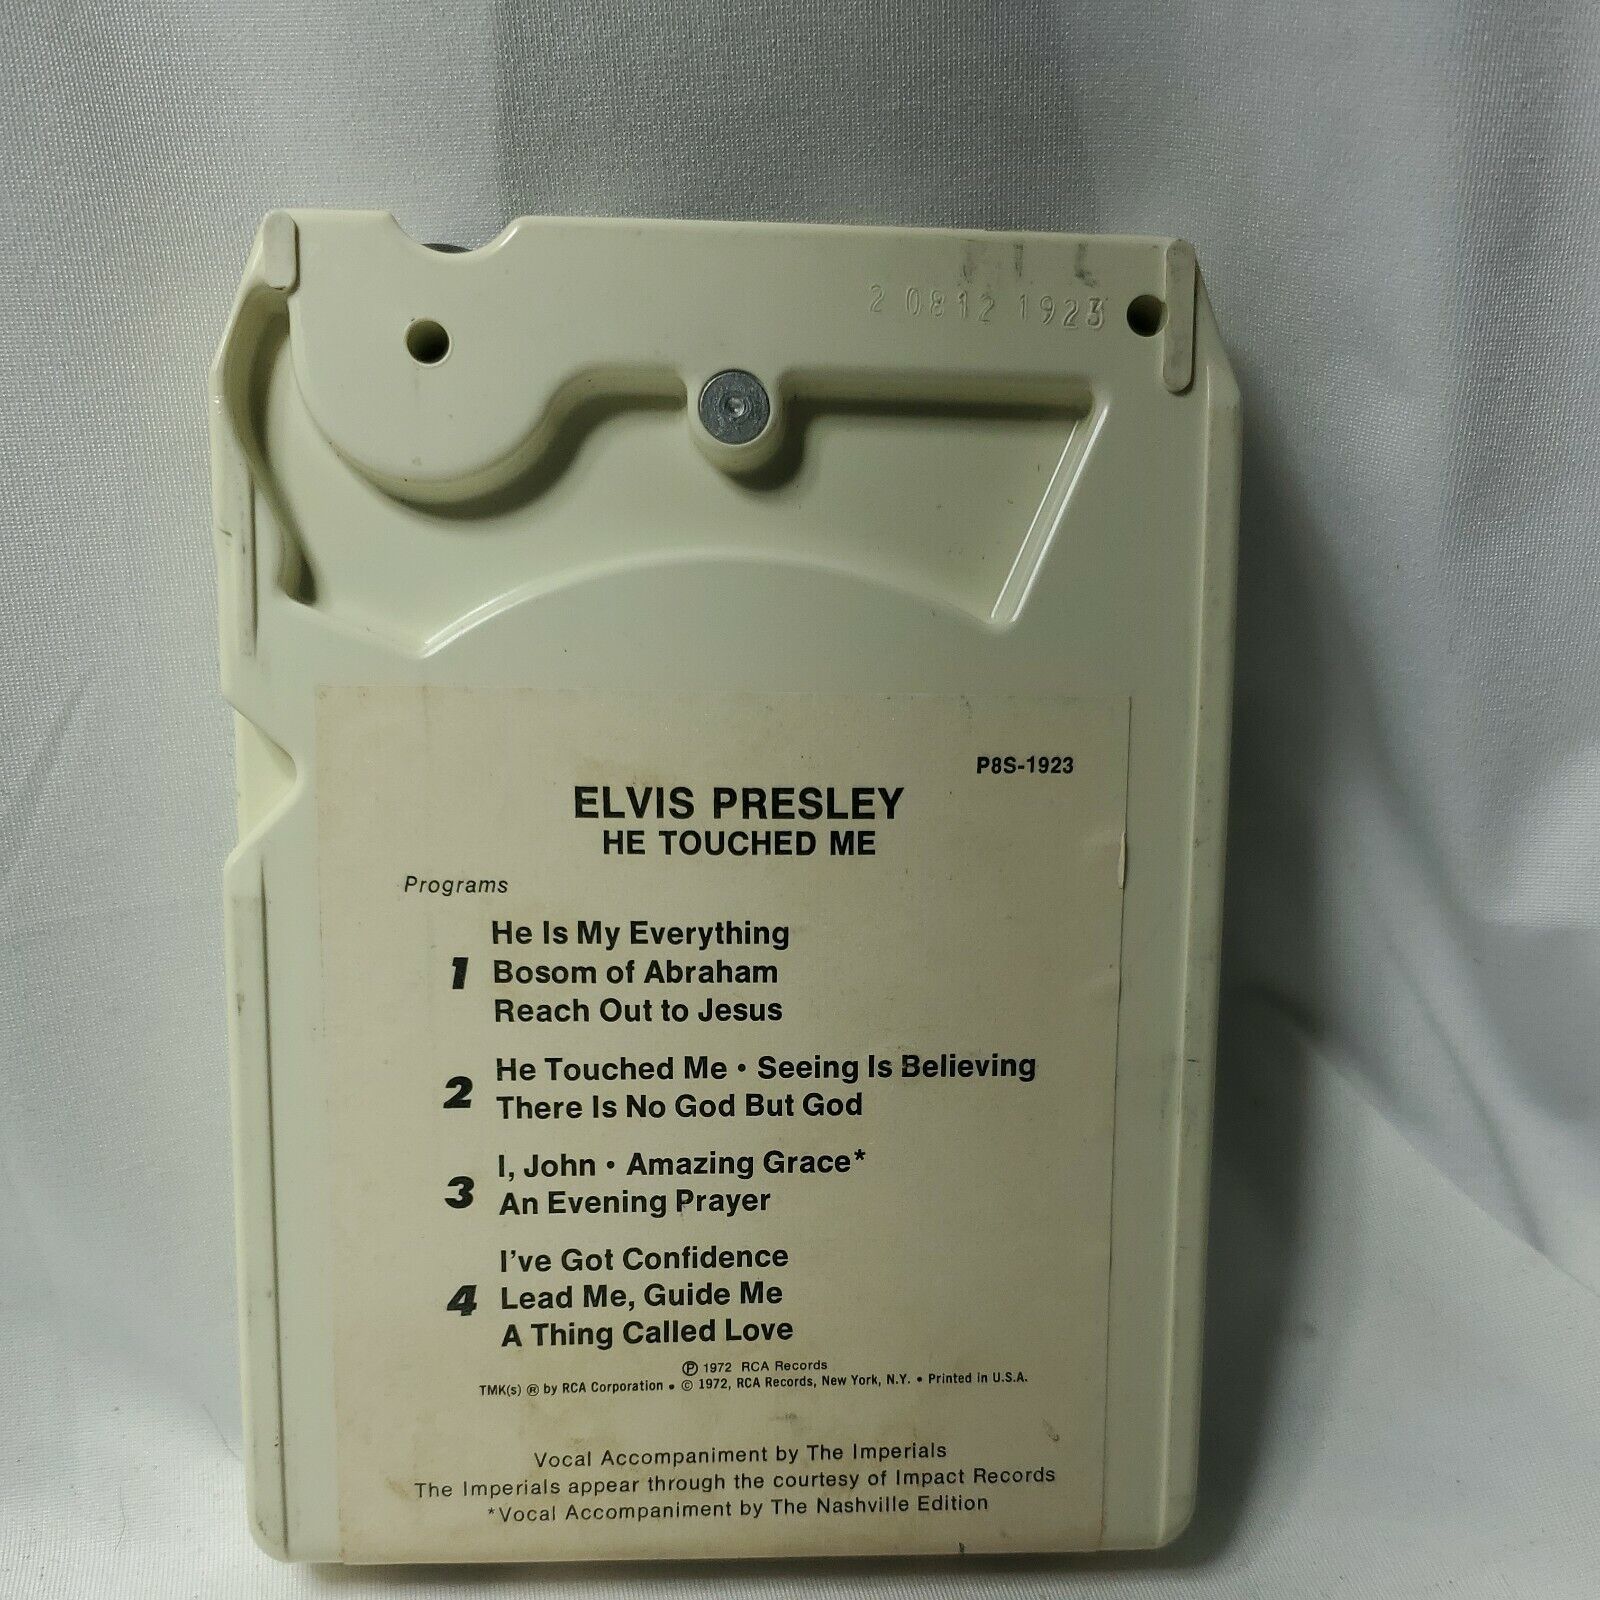 2 0812 1923
P8S-1923
ELVIS PRESLEY
HE TOUCHED ME
Programs
He Is My Everything
1 Bosom of Abraham
Reach Out to Jesus
He Touched Me • Seeing Is Believing
2 There Is No God But God
I, John • Amazing Grace*
3 An Evening Prayer
I've Got Confidence
4 Lead Me, Guide Me
A Thing Called Love
℗ 1972 RCA Records
TMK(s) ® by RCA Corporation • © 1972, RCA Records, New York, N.Y. • Printed in U.S.A.
Vocal Accompaniment by The Imperials
The Imperials appear through the courtesy of Impact Records
*Vocal Accompaniment by The Nashville Edition